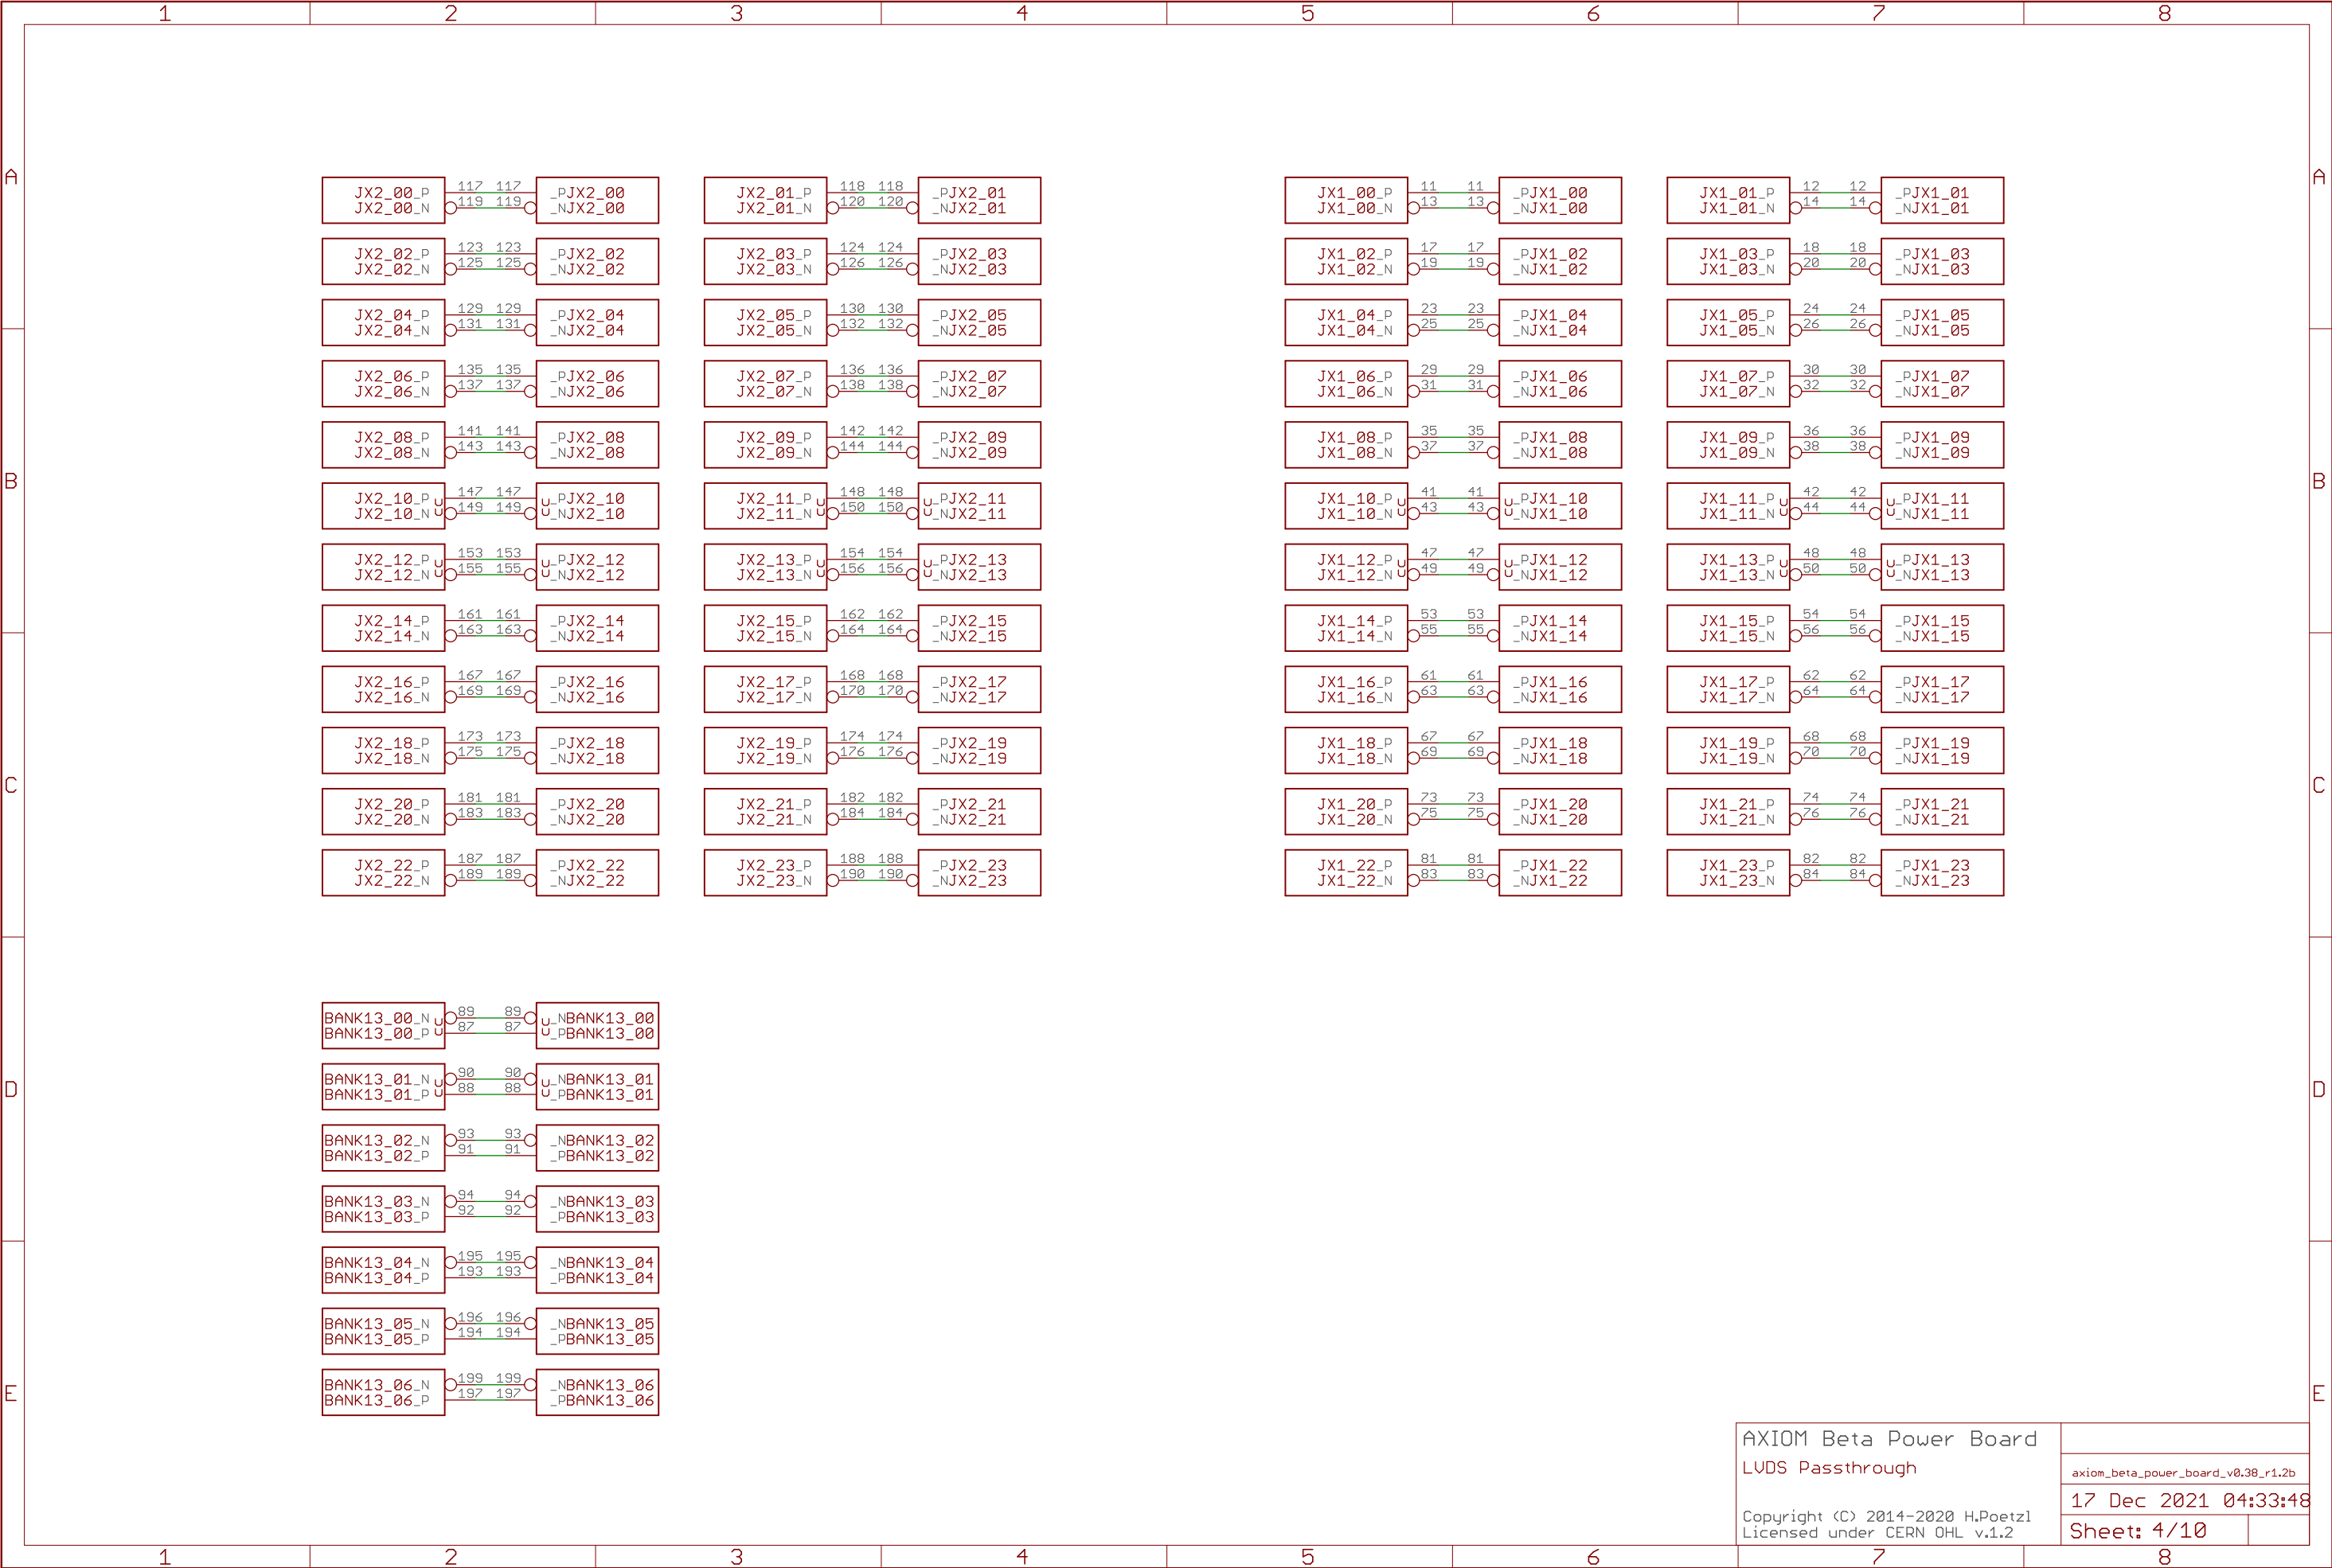 1 2 3 4 5 6 7 8
A A
JX2_00_P 117 117 _PJX2_00 JX2_01_P 118 118 _PJX2_01 JX1_00_P 11 11 _PJX1_00 JX1_01_P 12 12 _PJX1_01
JX2_00_N 119 119 _NJX2_00 JX2_01_N 120 120 _NJX2_01 JX1_00_N 13 13 _NJX1_00 JX1_01_N 14 14 _NJX1_01
JX2_02_P 123 123 _PJX2_02 JX2_03_P 124 124 _PJX2_03 JX1_02_P 17 17 _PJX1_02 JX1_03_P 18 18 _PJX1_03
JX2_02_N 125 125 _NJX2_02 JX2_03_N 126 126 _NJX2_03 JX1_02_N 19 19 _NJX1_02 JX1_03_N 20 20 _NJX1_03
JX2_04_P 129 129 _PJX2_04 JX2_05_P 130 130 _PJX2_05 JX1_04_P 23 23 _PJX1_04 JX1_05_P 24 24 _PJX1_05
JX2_04_N 131 131 _NJX2_04 JX2_05_N 132 132 _NJX2_05 JX1_04_N 25 25 _NJX1_04 JX1_05_N 26 26 _NJX1_05
JX2_06_P 135 135 _PJX2_06 JX2_07_P 136 136 _PJX2_07 JX1_06_P 29 29 _PJX1_06 JX1_07_P 30 30 _PJX1_07
JX2_06_N 137 137 _NJX2_06 JX2_07_N 138 138 _NJX2_07 JX1_06_N 31 31 _NJX1_06 JX1_07_N 32 32 _NJX1_07
JX2_08_P 141 141 _PJX2_08 JX2_09_P 142 142 _PJX2_09 JX1_08_P 35 35 _PJX1_08 JX1_09_P 36 36 _PJX1_09
JX2_08_N 143 143 _NJX2_08 JX2_09_N 144 144 _NJX2_09 JX1_08_N 37 37 _NJX1_08 JX1_09_N 38 38 _NJX1_09
B B
JX2_10_P 147 147 _PJX2_10 JX2_11_P 148 148 _PJX2_11 JX1_10_P 41 41 _PJX1_10 JX1_11_P 42 42 _PJX1_11
JX2_10_N 149 149 _NJX2_10 JX2_11_N 150 150 _NJX2_11 JX1_10_N 43 43 _NJX1_10 JX1_11_N 44 44 _NJX1_11
JX2_12_P 153 153 _PJX2_12 JX2_13_P 154 154 _PJX2_13 JX1_12_P 47 47 _PJX1_12 JX1_13_P 48 48 _PJX1_13
JX2_12_N 155 155 _NJX2_12 JX2_13_N 156 156 _NJX2_13 JX1_12_N 49 49 _NJX1_12 JX1_13_N 50 50 _NJX1_13
JX2_14_P 161 161 _PJX2_14 JX2_15_P 162 162 _PJX2_15 JX1_14_P 53 53 _PJX1_14 JX1_15_P 54 54 _PJX1_15
JX2_14_N 163 163 _NJX2_14 JX2_15_N 164 164 _NJX2_15 JX1_14_N 55 55 _NJX1_14 JX1_15_N 56 56 _NJX1_15
JX2_16_P 167 167 _PJX2_16 JX2_17_P 168 168 _PJX2_17 JX1_16_P 61 61 _PJX1_16 JX1_17_P 62 62 _PJX1_17
JX2_16_N 169 169 _NJX2_16 JX2_17_N 170 170 _NJX2_17 JX1_16_N 63 63 _NJX1_16 JX1_17_N 64 64 _NJX1_17
JX2_18_P 173 173 _PJX2_18 JX2_19_P 174 174 _PJX2_19 JX1_18_P 67 67 _PJX1_18 JX1_19_P 68 68 _PJX1_19
JX2_18_N 175 175 _NJX2_18 JX2_19_N 176 176 _NJX2_19 JX1_18_N 69 69 _NJX1_18 JX1_19_N 70 70 _NJX1_19
C C
JX2_20_P 181 181 _PJX2_20 JX2_21_P 182 182 _PJX2_21 JX1_20_P 73 73 _PJX1_20 JX1_21_P 74 74 _PJX1_21
JX2_20_N 183 183 _NJX2_20 JX2_21_N 184 184 _NJX2_21 JX1_20_N 75 75 _NJX1_20 JX1_21_N 76 76 _NJX1_21
JX2_22_P 187 187 _PJX2_22 JX2_23_P 188 188 _PJX2_23 JX1_22_P 81 81 _PJX1_22 JX1_23_P 82 82 _PJX1_23
JX2_22_N 189 189 _NJX2_22 JX2_23_N 190 190 _NJX2_23 JX1_22_N 83 83 _NJX1_22 JX1_23_N 84 84 _NJX1_23
BANK13_00_N 89 89 _NBANK13_00
BANK13_00_P 87 87 _PBANK13_00
BANK13_01_N 90 90 _NBANK13_01
D D
BANK13_01_P 88 88 _PBANK13_01
BANK13_02_N 93 93 _NBANK13_02
BANK13_02_P 91 91 _PBANK13_02
BANK13_03_N 94 94 _NBANK13_03
BANK13_03_P 92 92 _PBANK13_03
BANK13_04_N 195 195 _NBANK13_04
BANK13_04_P 193 193 _PBANK13_04
BANK13_05_N 196 196 _NBANK13_05
BANK13_05_P 194 194 _PBANK13_05
BANK13_06_N 199 199 _NBANK13_06
E E
BANK13_06_P 197 197 _PBANK13_06
AXIOM Beta Power Board
LVDS Passthrough
axiom_beta_power_board_v0.38_r1.2b
17 Dec 2021 04:33:48
Copyright (C) 2014-2020 H.Poetzl
Licensed under CERN OHL v.1.2
Sheet: 4/10
1 2 3 4 5 6 7 8